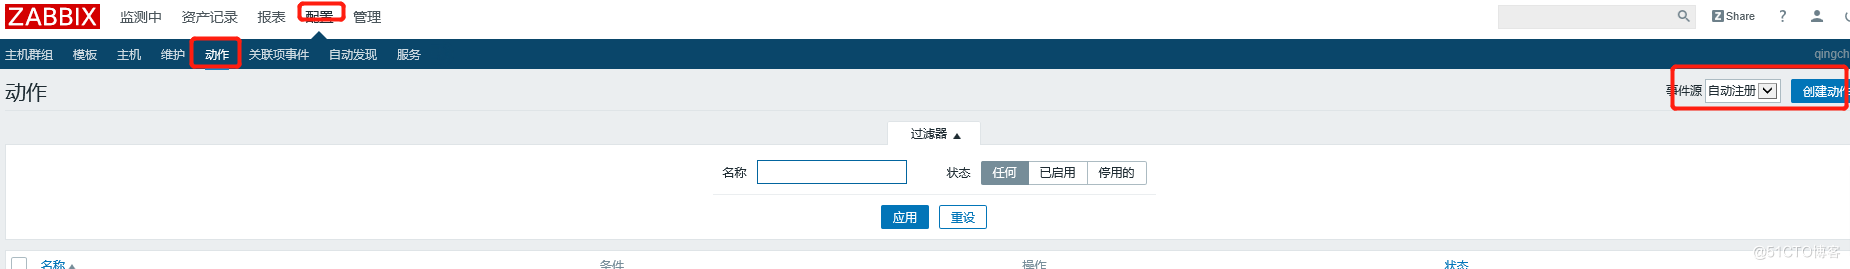 ZABBIX 监测中 资产记录 报表 配置 管理 Z Share ?
主机群组 模板 主机 维护 动作 关联项事件 自动发现 服务 qingch
动作 事件源 自动注册 创建动作
过滤器
名称 状态 任何 已启用 停用的
应用 重设
名称 条件 操作 状态
@51CTO博客